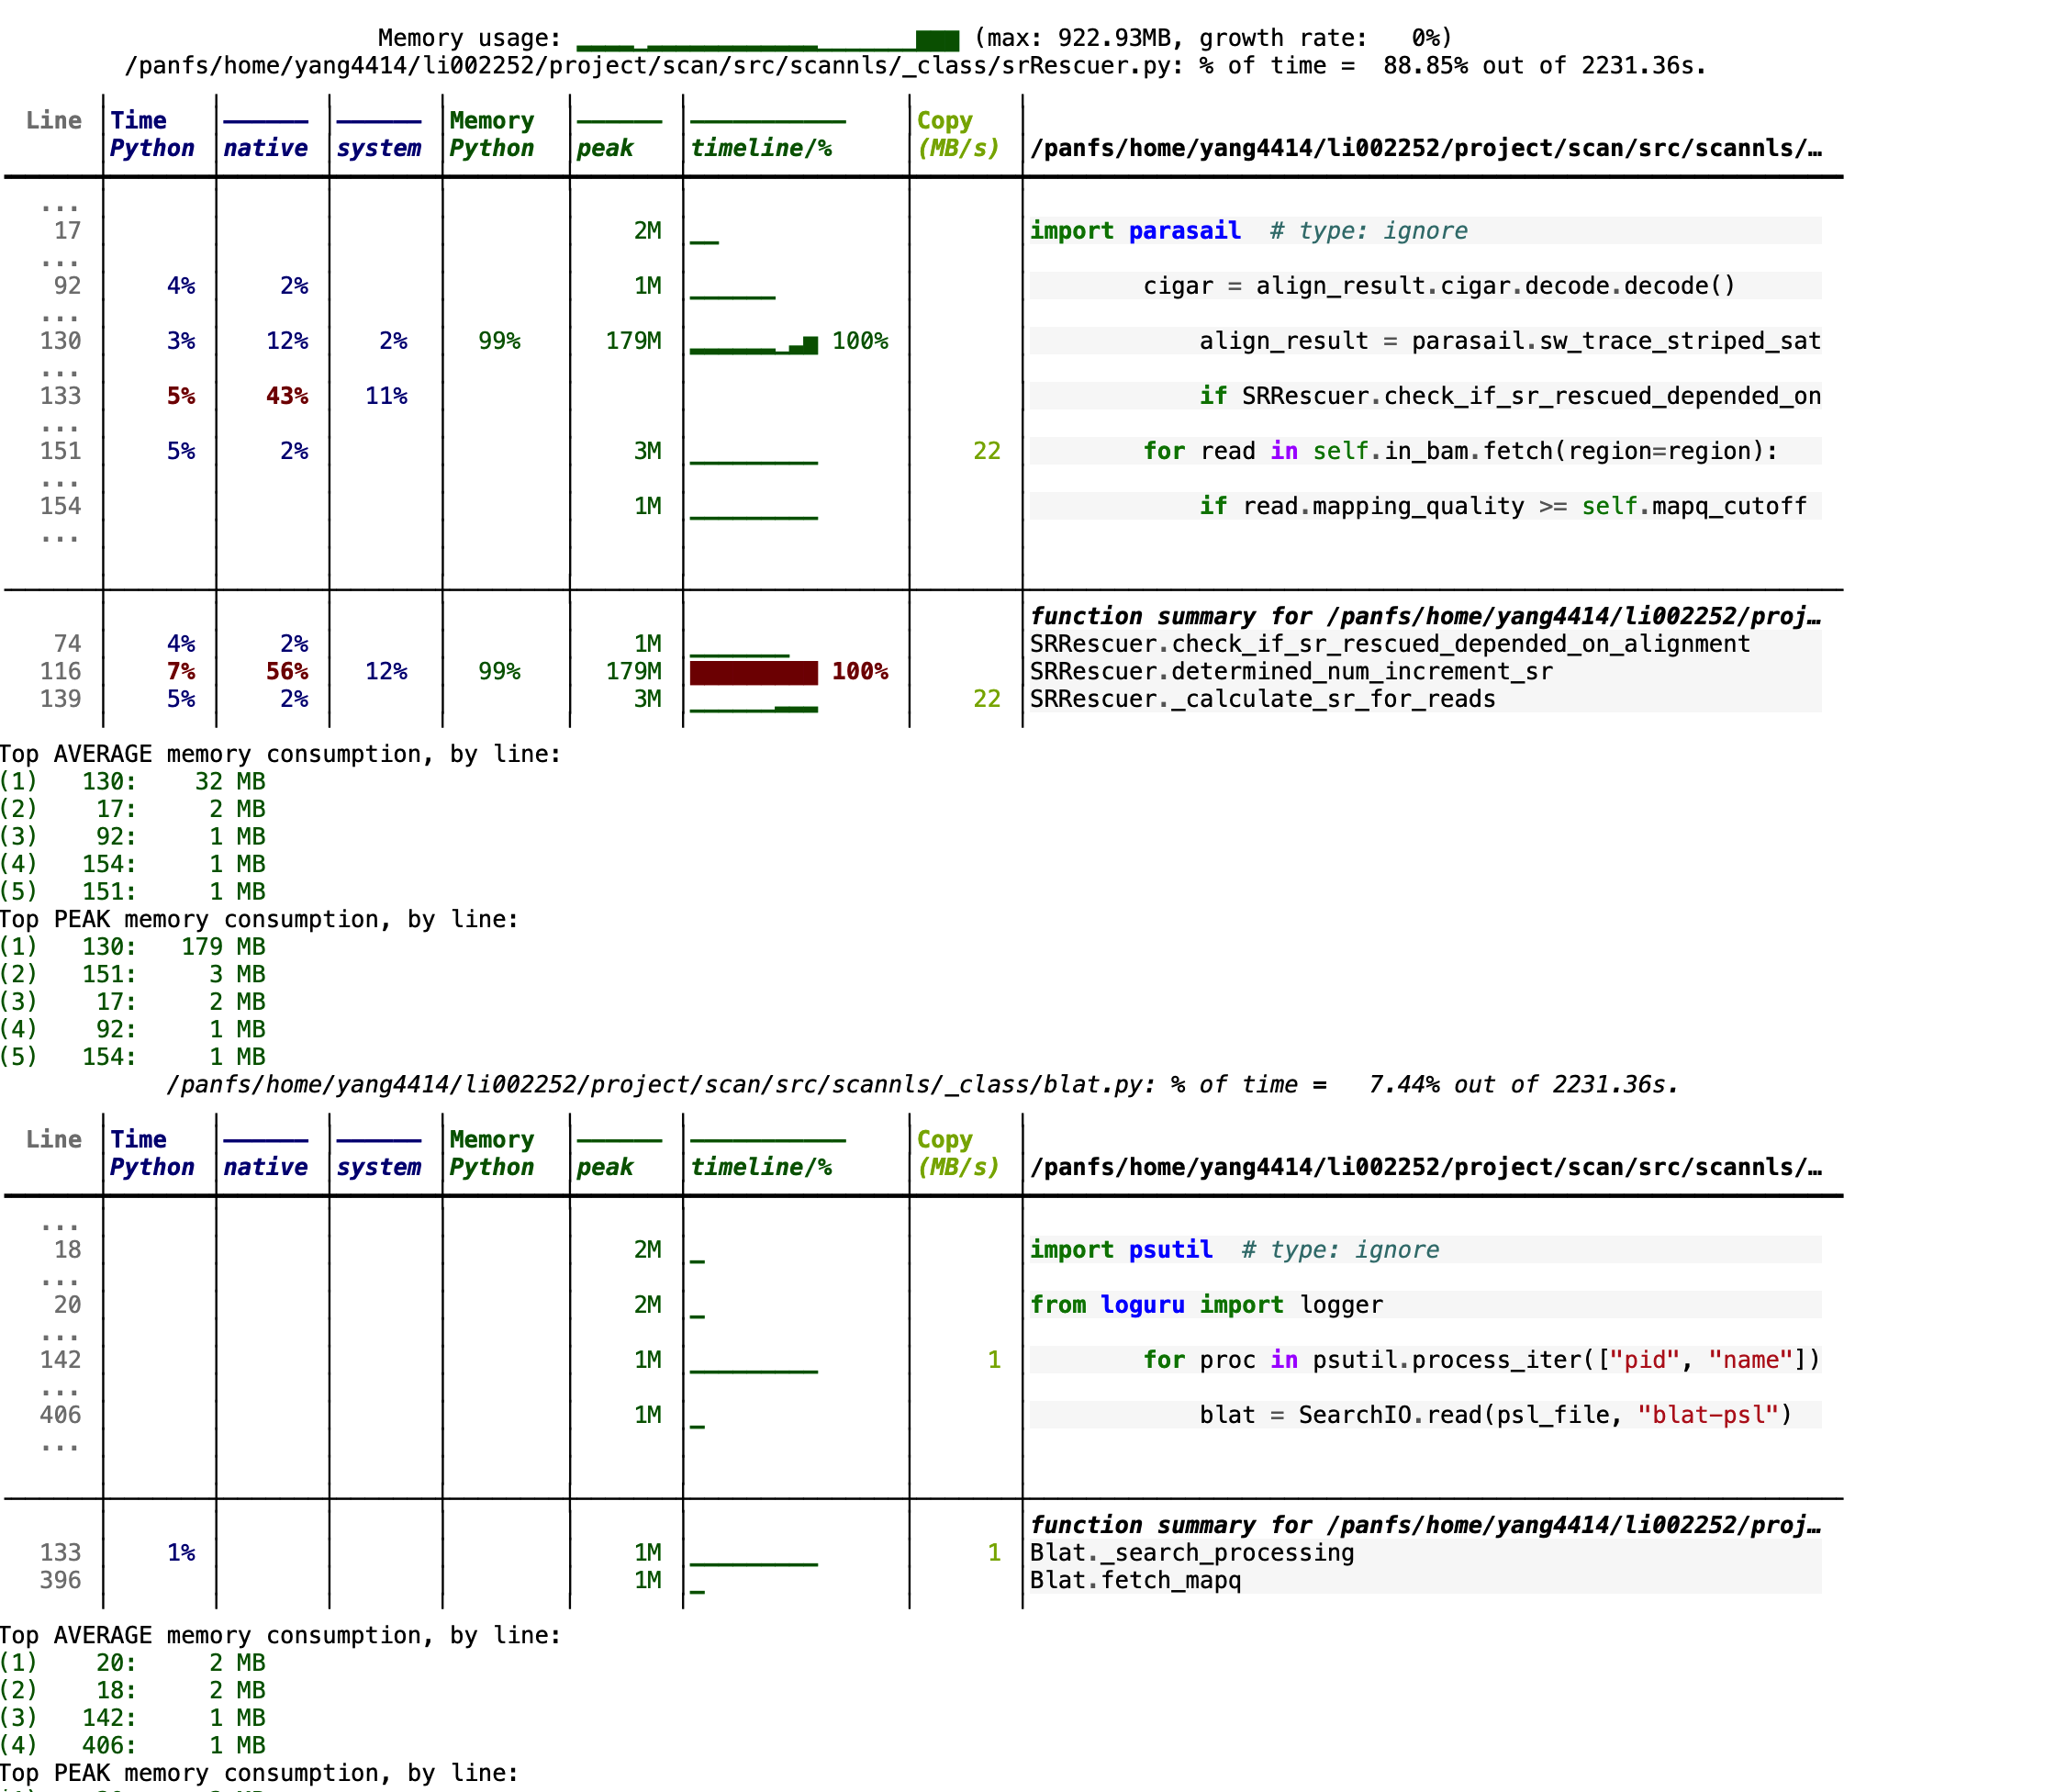 Memory usage: (max: 922.93MB, growth rate:   0%)
/panfs/home/yang4414/li002252/project/scan/src/scannls/_class/srRescuer.py: % of time =  88.85% out of 2231.36s.
Line Time Memory Copy
Python native system Python peak timeline/% (MB/s) /panfs/home/yang4414/li002252/project/scan/src/scannls/…
...
17 2M import parasail  # type: ignore
...
92 4% 2% 1M cigar = align_result.cigar.decode.decode()
...
130 3% 12% 2% 99% 179M 100% align_result = parasail.sw_trace_striped_sat
...
133 5% 43% 11% if SRRescuer.check_if_sr_rescued_depended_on
...
151 5% 2% 3M 22 for read in self.in_bam.fetch(region=region):
...
154 1M if read.mapping_quality >= self.mapq_cutoff
...
function summary for /panfs/home/yang4414/li002252/proj…
74 4% 2% 1M SRRescuer.check_if_sr_rescued_depended_on_alignment
116 7% 56% 12% 99% 179M 100% SRRescuer.determined_num_increment_sr
139 5% 2% 3M 22 SRRescuer._calculate_sr_for_reads
Top AVERAGE memory consumption, by line:
(1)   130:    32 MB
(2)    17:     2 MB
(3)    92:     1 MB
(4)   154:     1 MB
(5)   151:     1 MB
Top PEAK memory consumption, by line:
(1)   130:   179 MB
(2)   151:     3 MB
(3)    17:     2 MB
(4)    92:     1 MB
(5)   154:     1 MB
/panfs/home/yang4414/li002252/project/scan/src/scannls/_class/blat.py: % of time =   7.44% out of 2231.36s.
Line Time Memory Copy
Python native system Python peak timeline/% (MB/s) /panfs/home/yang4414/li002252/project/scan/src/scannls/…
...
18 2M import psutil  # type: ignore
...
20 2M from loguru import logger
...
142 1M 1 for proc in psutil.process_iter(["pid", "name"])
...
406 1M blat = SearchIO.read(psl_file, "blat-psl")
...
function summary for /panfs/home/yang4414/li002252/proj…
133 1% 1M 1 Blat._search_processing
396 1M Blat.fetch_mapq
Top AVERAGE memory consumption, by line:
(1)    20:     2 MB
(2)    18:     2 MB
(3)   142:     1 MB
(4)   406:     1 MB
Top PEAK memory consumption, by line: